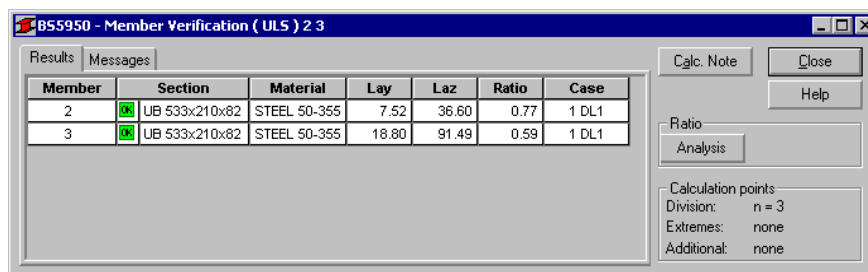 BS5950 - Member Verification ( ULS ) 2 3
Results Messages
Member Section Material Lay Laz Ratio Case
2 OK UB 533x210x82 STEEL 50-355 7.52 36.60 0.77 1 DL1
3 OK UB 533x210x82 STEEL 50-355 18.80 91.49 0.59 1 DL1
Calc. Note Close
Help
Ratio
Analysis
Calculation points
Division: n = 3
Extremes: none
Additional: none